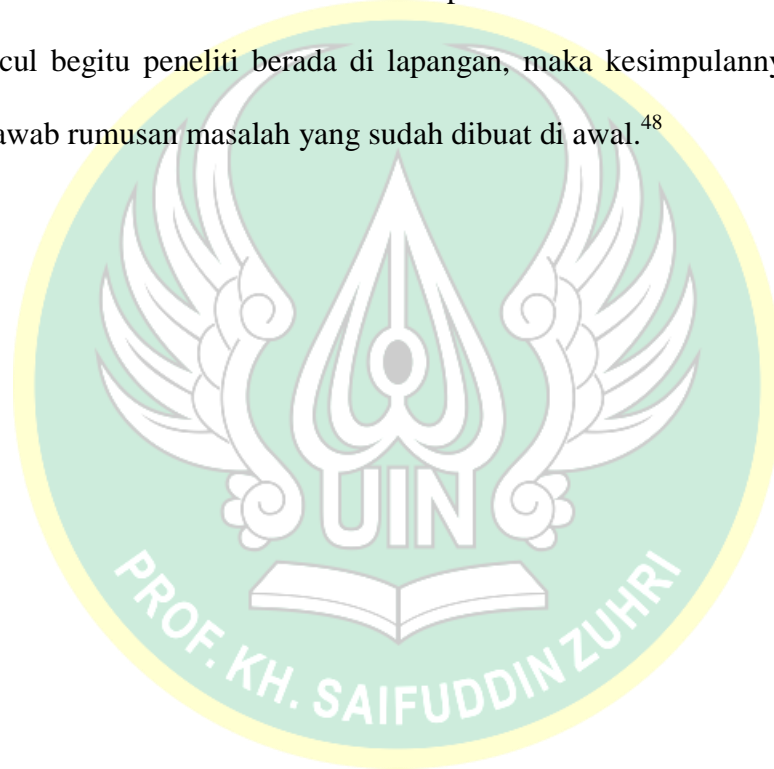 cul begitu peneliti berada di lapangan, maka kesimpulanny
awab rumusan masalah yang sudah dibuat di awal.⁴⁸
UIN
PROF. KH. SAIFUDDIN ZUHRI